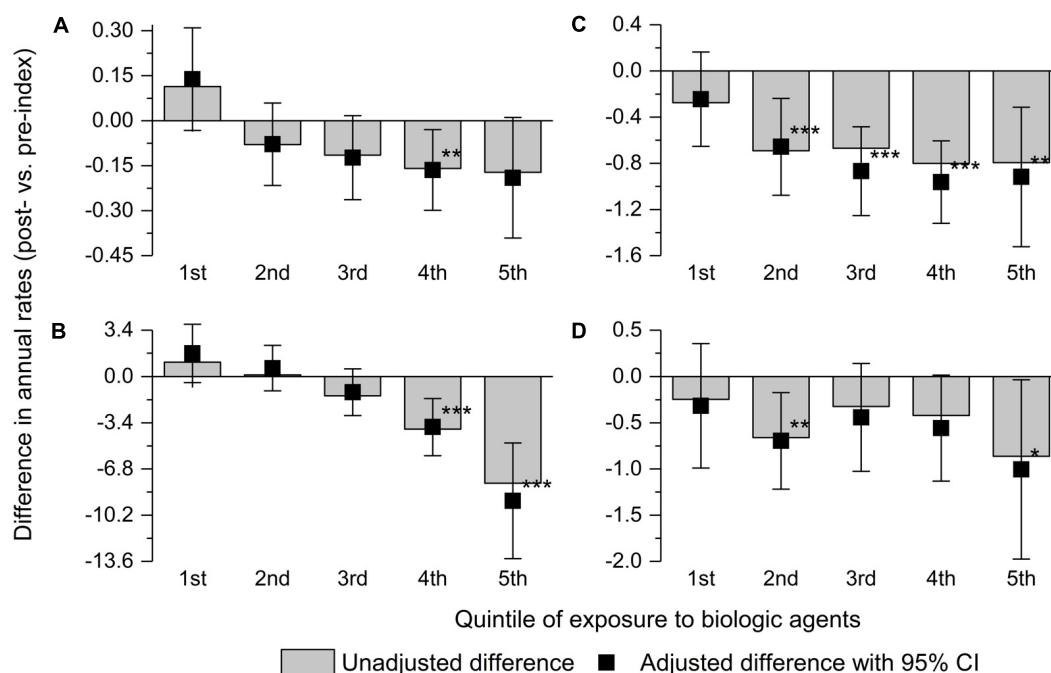 Difference in annual rates (post- vs. pre-index)
A
0.30
0.15
0.00
-0.15
-0.30
-0.45
**
1st 2nd 3rd 4th 5th
C
0.4
0.0
-0.4
-0.8
-1.2
-1.6
*** *** *** **
1st 2nd 3rd 4th 5th
B
3.4
0.0
-3.4
-6.8
-10.2
-13.6
*** ***
1st 2nd 3rd 4th 5th
D
0.5
0.0
-0.5
-1.0
-1.5
-2.0
** *
1st 2nd 3rd 4th 5th
Quintile of exposure to biologic agents
Unadjusted difference Adjusted difference with 95% CI